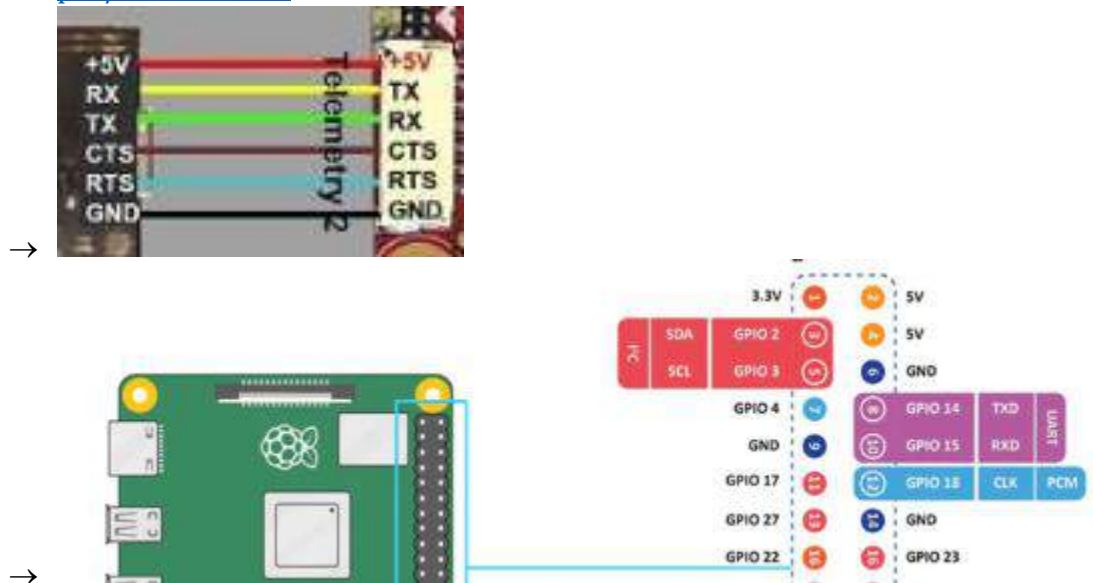 →
+5V +5V
RX TX
TX RX
CTS CTS
RTS RTS
GND GND
Telemetry 2
→
3.3V 1 2 5V
I²C SDA GPIO 2 3 4 5V
SCL GPIO 3 5 6 GND
GPIO 4 7 8 GPIO 14 TXD UART
GND 9 10 GPIO 15 RXD
GPIO 17 11 12 GPIO 18 CLK PCM
GPIO 27 13 14 GND
GPIO 22 16 GPIO 23